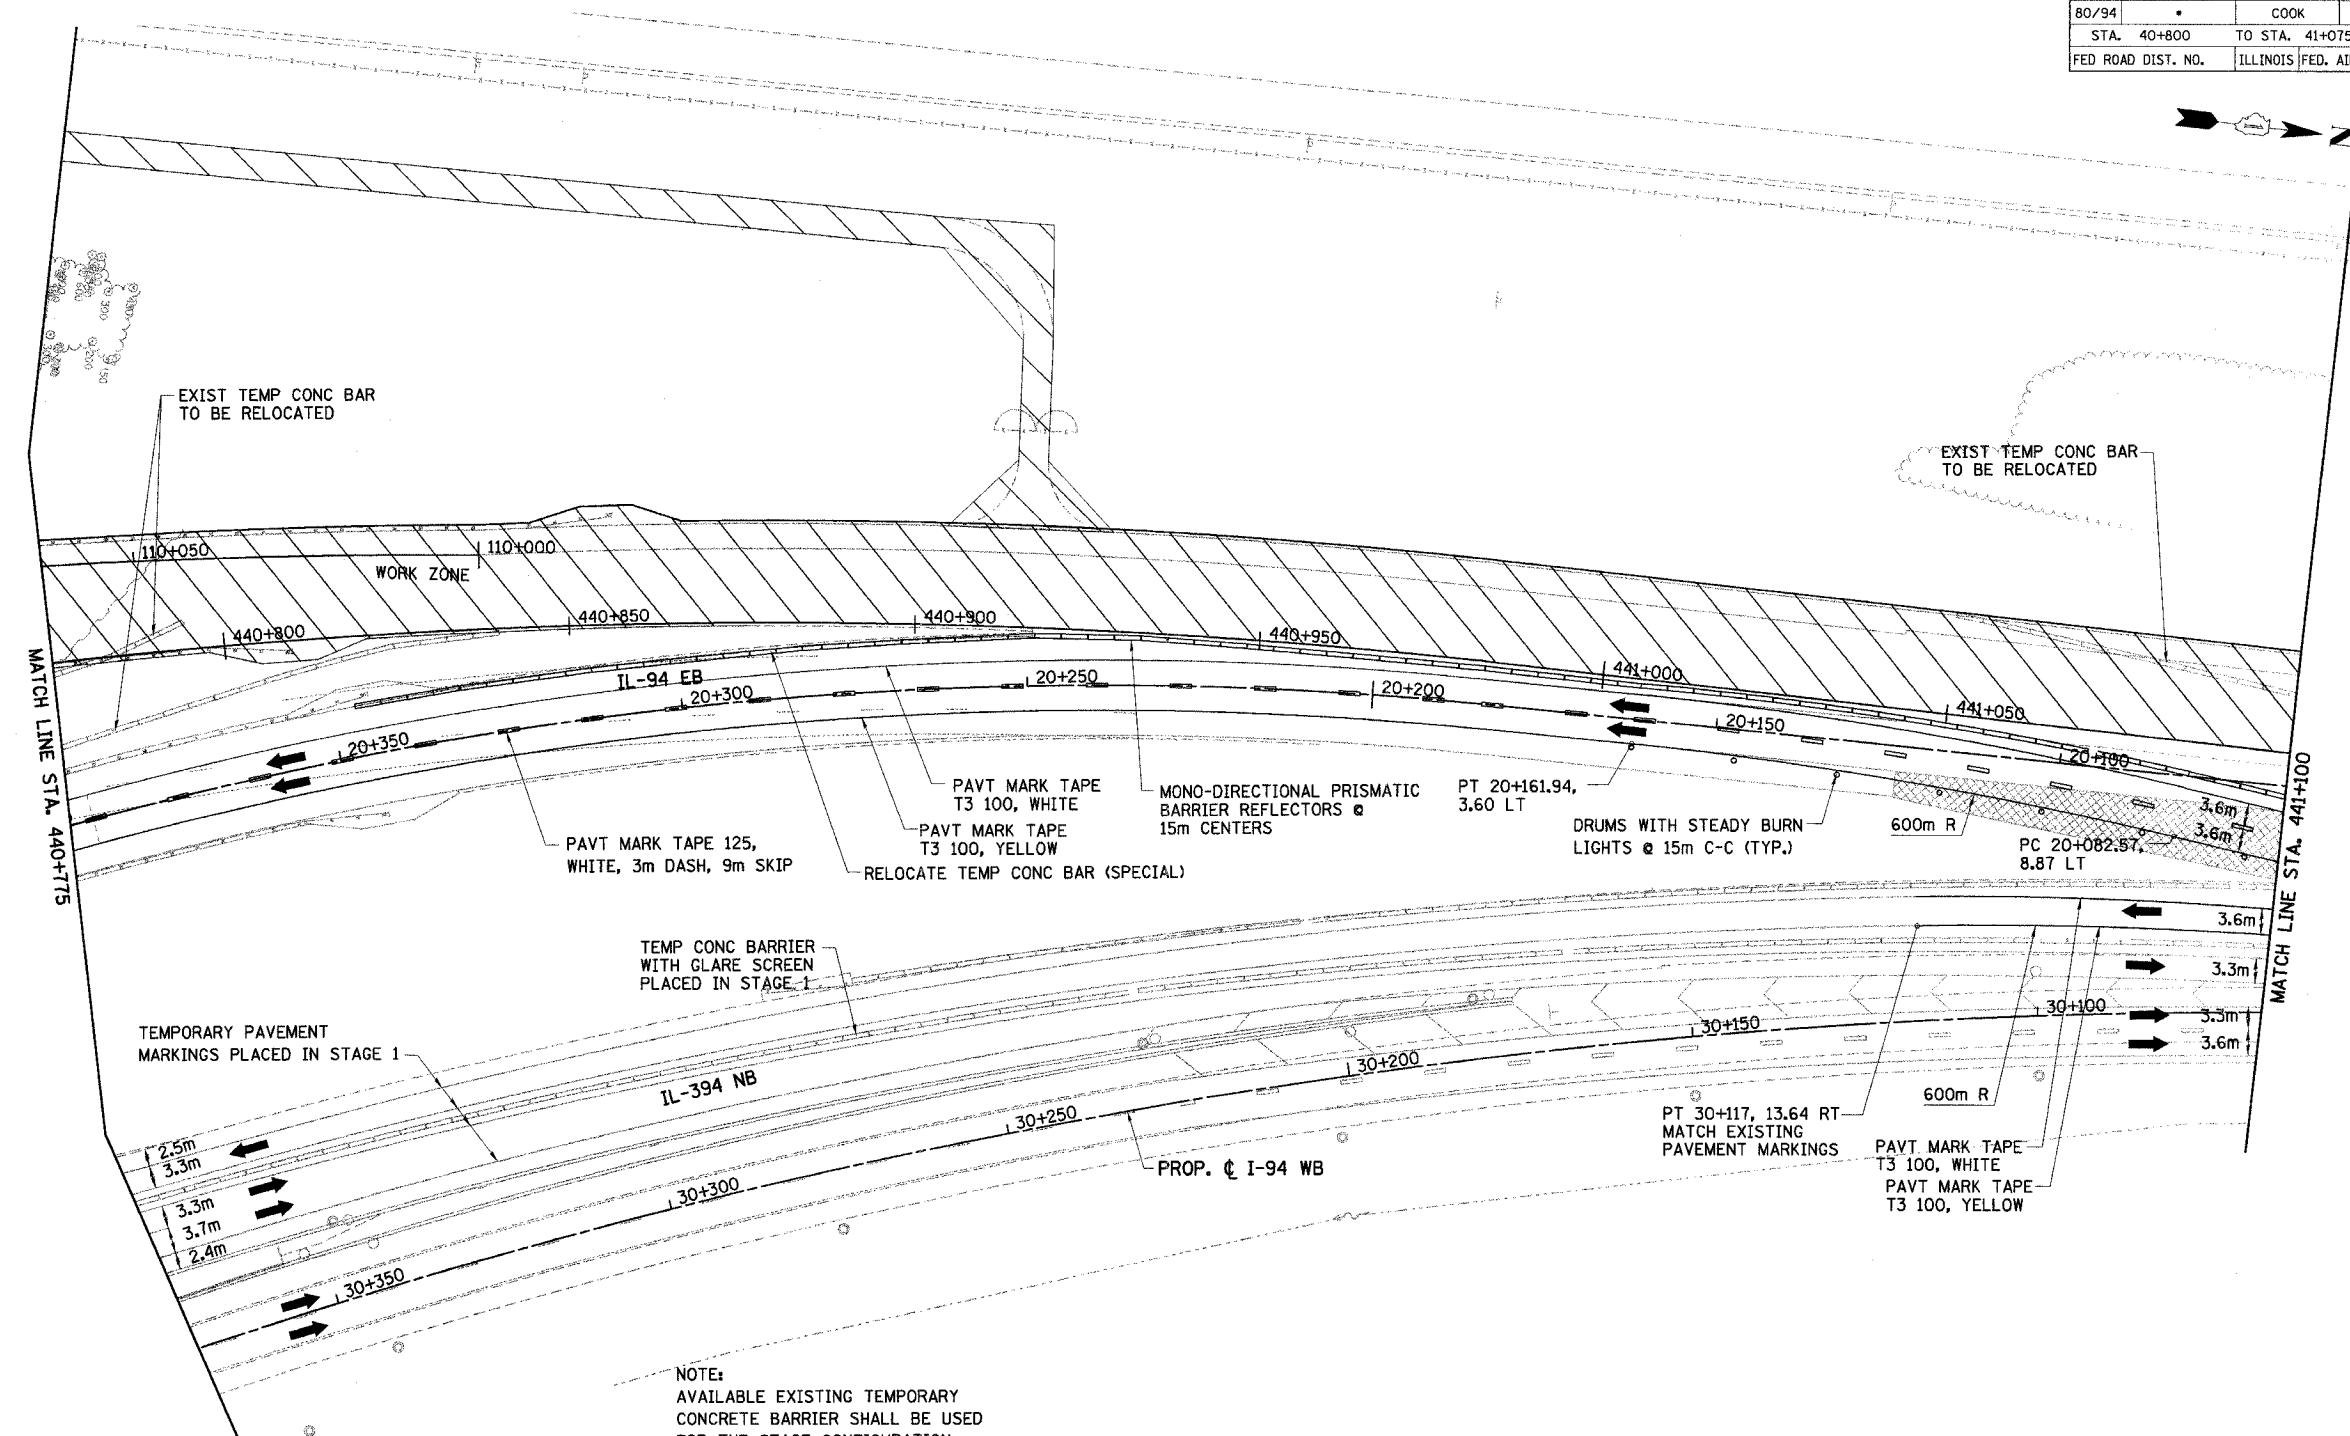 80/94 • COOK
STA. 40+800 TO STA. 41+075
FED ROAD DIST. NO. ILLINOIS FED.
EXIST TEMP CONC BAR
TO BE RELOCATED
EXIST TEMP CONC BAR
TO BE RELOCATED
110+050
110+000
WORK ZONE
440+800
440+850
440+900
440+950
441+000
441+050
MATCH LINE STA. 440+775
IL-94 EB
20+350
20+300
20+250
20+200
20+150
20+100
MATCH LINE STA. 441+100
PAVT MARK TAPE 125,
WHITE, 3m DASH, 9m SKIP
PAVT MARK TAPE
T3 100, WHITE
PAVT MARK TAPE
T3 100, YELLOW
RELOCATE TEMP CONC BAR (SPECIAL)
MONO-DIRECTIONAL PRISMATIC
BARRIER REFLECTORS @
15m CENTERS
PT 20+161.94,
3.60 LT
DRUMS WITH STEADY BURN
LIGHTS @ 15m C-C (TYP.)
600m R
3.6m
3.6m
PC 20+082.57,
8.87 LT
TEMP CONC BARRIER
WITH GLARE SCREEN
PLACED IN STAGE 1
TEMPORARY PAVEMENT
MARKINGS PLACED IN STAGE 1
IL-394 NB
3.6m
3.3m
3.3m
3.6m
30+100
30+150
30+200
30+250
30+300
30+350
2.5m
3.3m
3.3m
3.7m
2.4m
PROP. ℄ I-94 WB
PT 30+117, 13.64 RT
MATCH EXISTING
PAVEMENT MARKINGS
600m R
PAVT MARK TAPE
T3 100, WHITE
PAVT MARK TAPE
T3 100, YELLOW
NOTE:
AVAILABLE EXISTING TEMPORARY
CONCRETE BARRIER SHALL BE USED